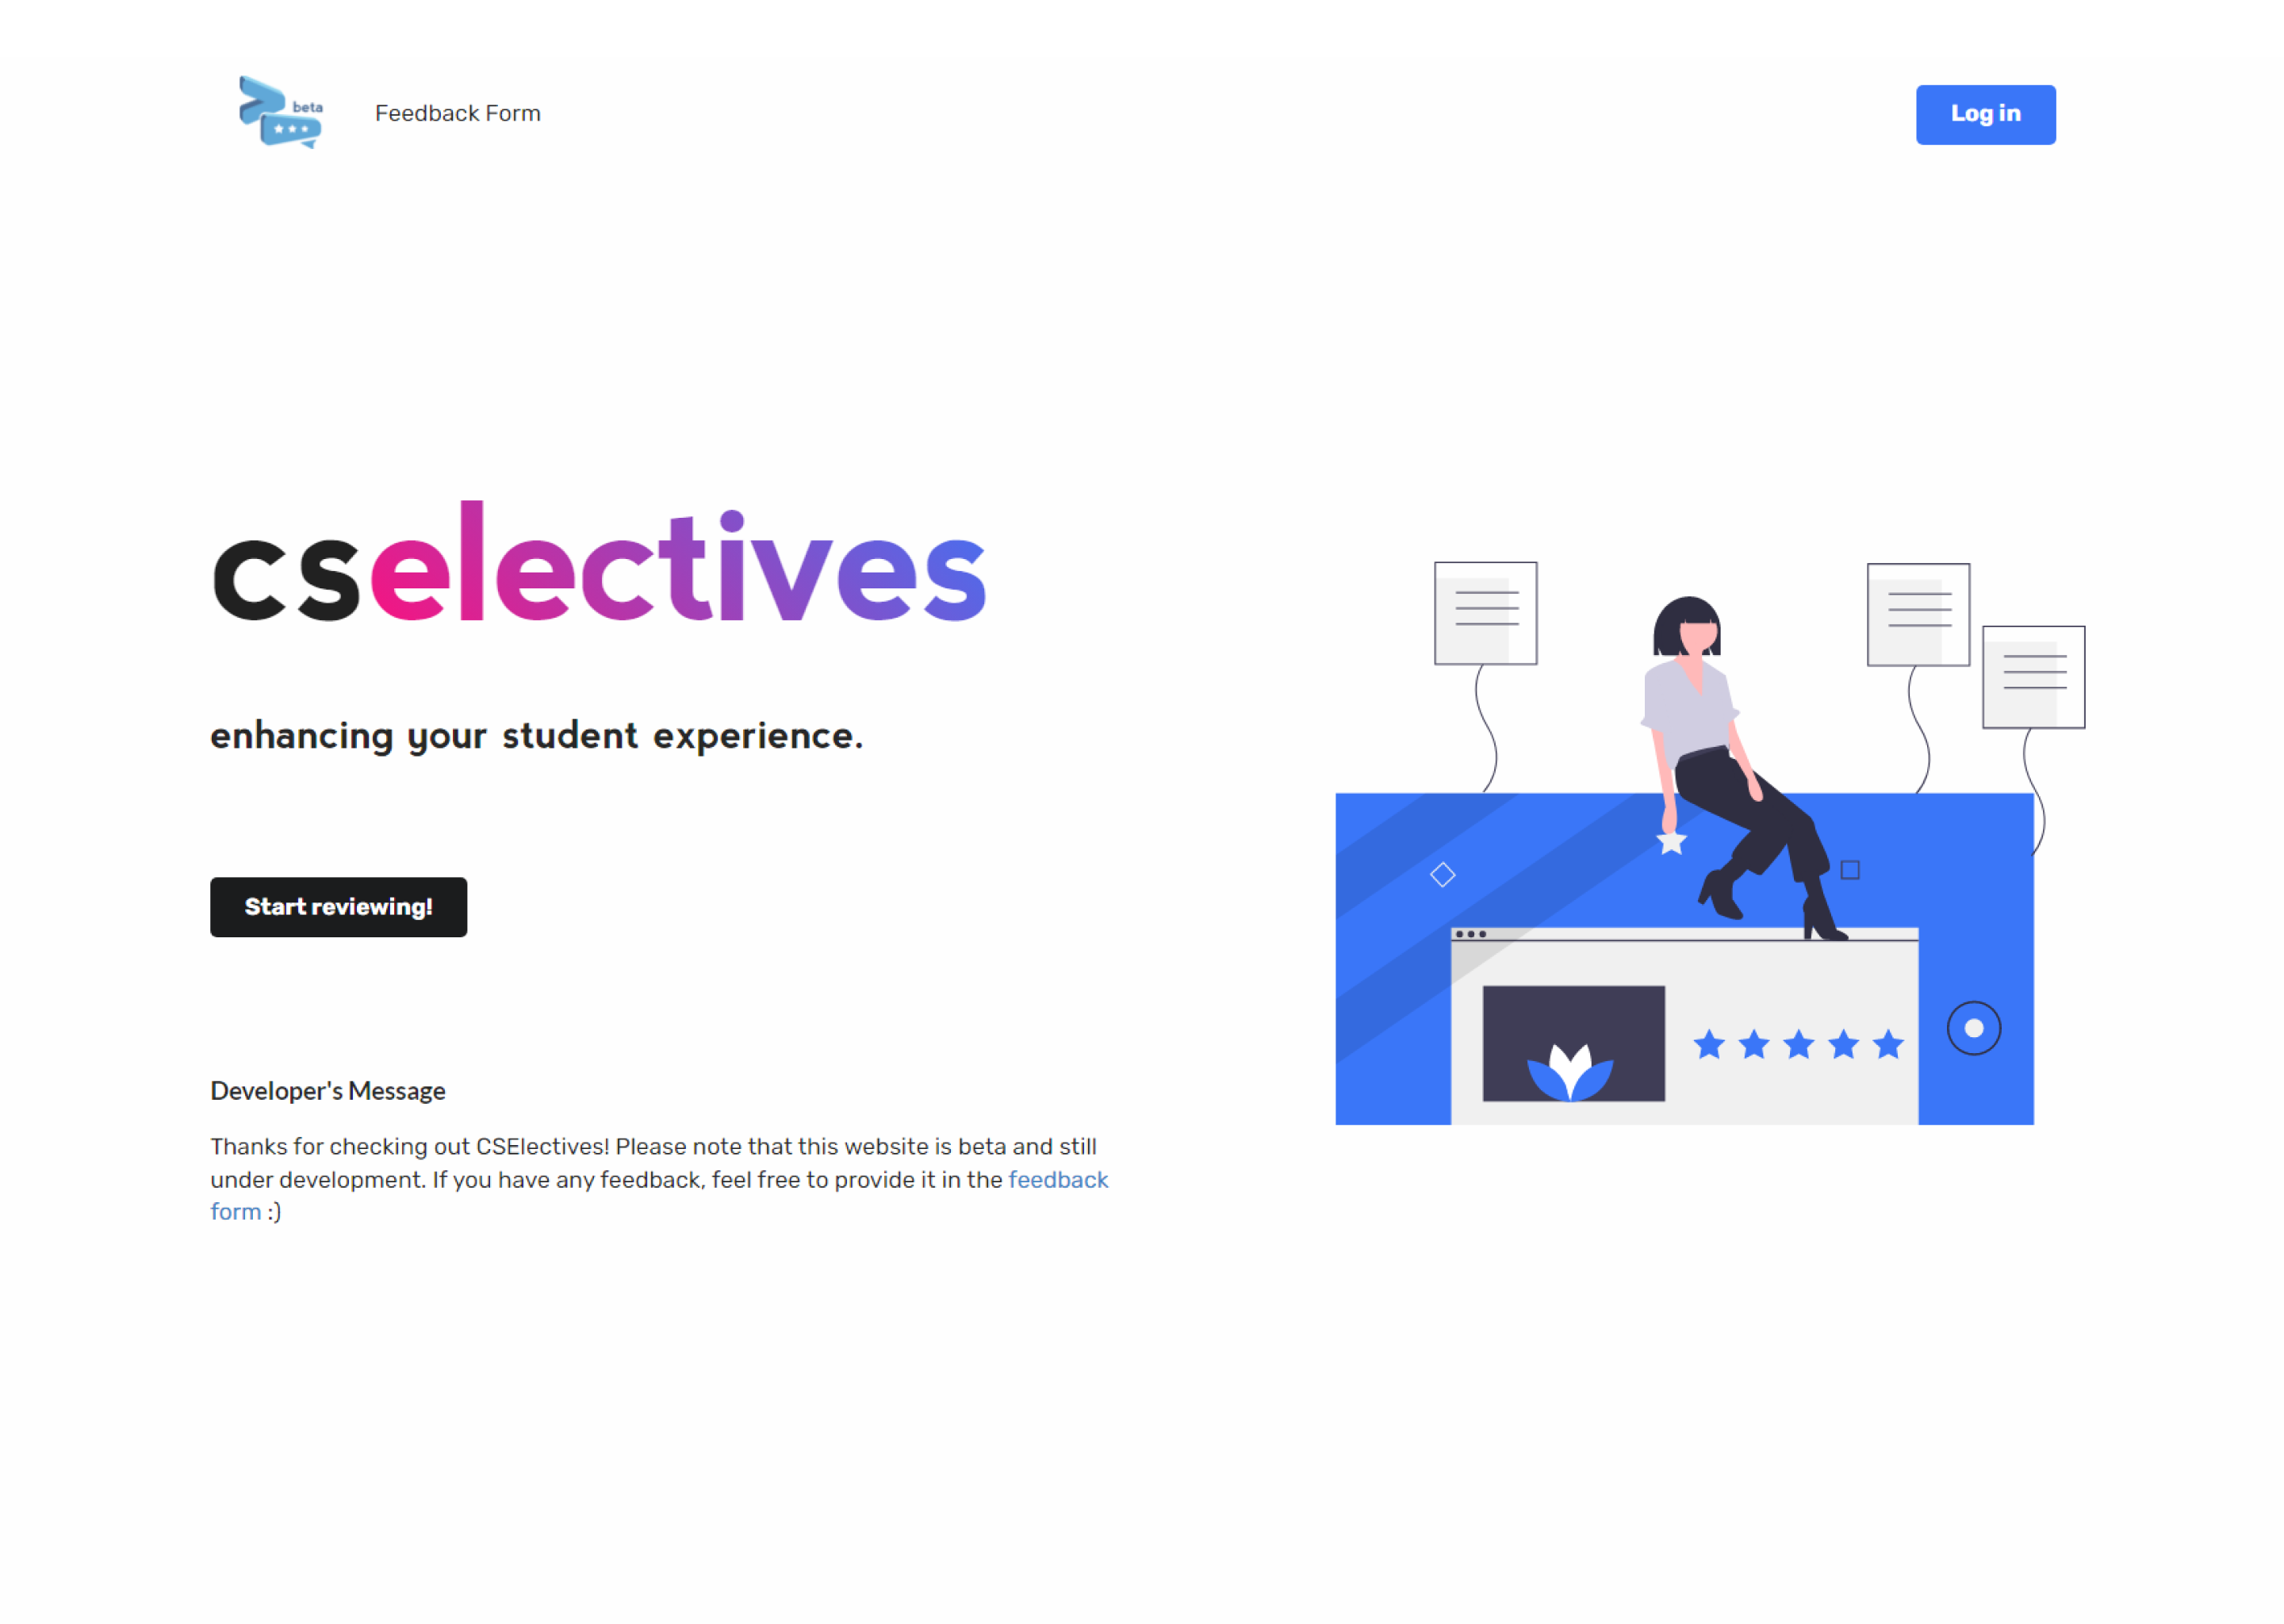 beta
Feedback Form
Log in
cselectives
enhancing your student experience.
Start reviewing!
Developer's Message
Thanks for checking out CSElectives! Please note that this website is beta and still
under development. If you have any feedback, feel free to provide it in the feedback
form :)